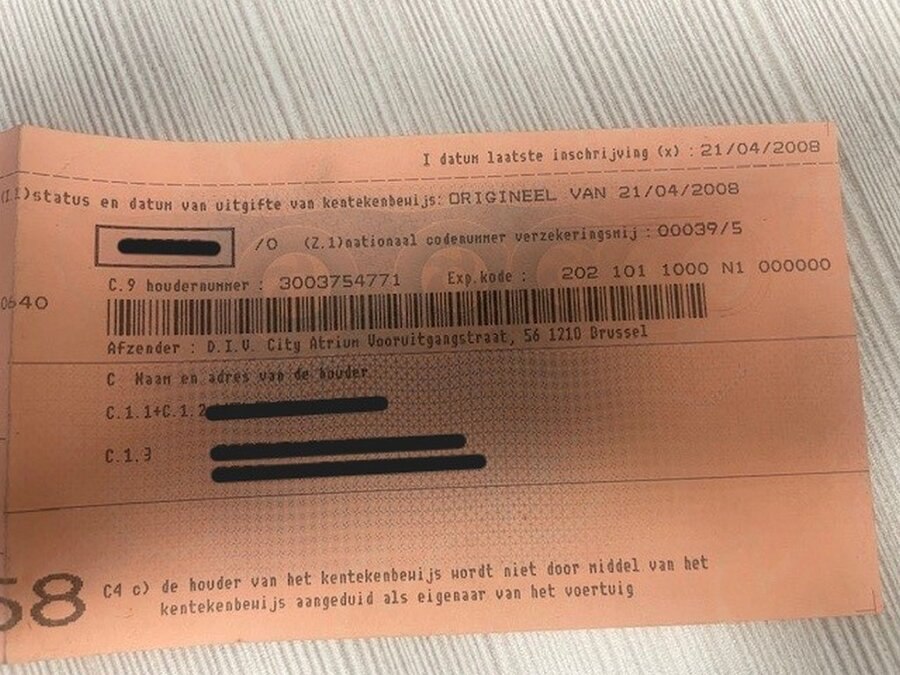 I datum laatste inschrijving (x) : 21/04/2008
(I.1)status en datum van uitgifte van kentekenbewijs: ORIGINEEL VAN 21/04/2008
/0 (Z.1)nationaal codenummer verzekeringsmij : 00039/5
C.9 houdernummer : 3003754771 Exp.kode : 202 101 1000 N1 000000
0640
Afzender : D.I.V. City Atrium Vooruitgangstraat, 56 1210 Brussel
C Naam en adres van de houder
C.1.1+C.1.2
C.1.3
58
C4 c) de houder van het kentekenbewijs wordt niet door middel van het
kentekenbewijs aangeduid als eigenaar van het voertuig